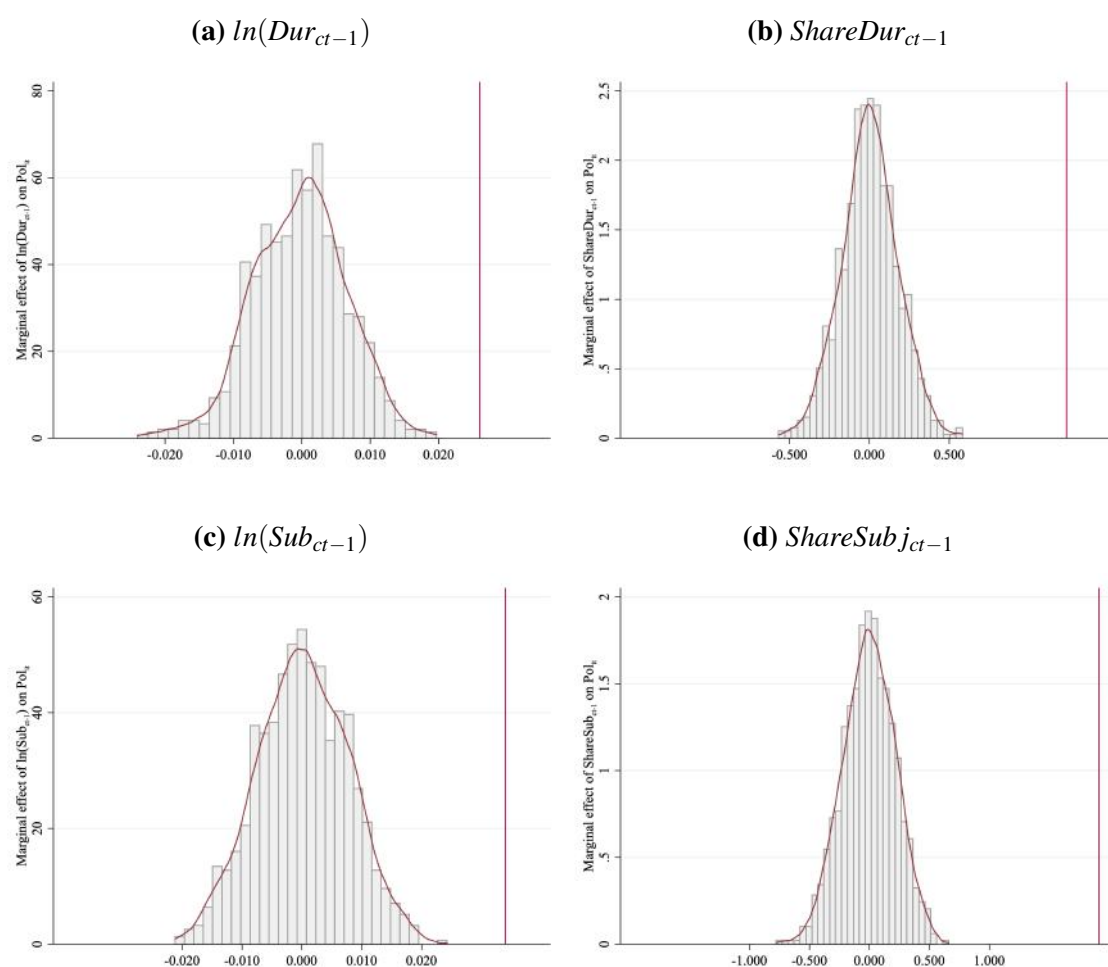 (a) ln(Dur_{ct−1})
(b) ShareDur_{ct−1}
Marginal effect of ln(Dur_{ct-1}) on Pol_{it}
80
60
40
20
0
-0.020 -0.010 0.000 0.010 0.020
Marginal effect of ShareDur_{ct-1} on Pol_{it}
2.5
2
1.5
1
.5
0
-0.500 0.000 0.500
(c) ln(Sub_{ct−1})
(d) ShareSubj_{ct−1}
Marginal effect of ln(Sub_{ct-1}) on Pol_{it}
60
40
20
0
-0.020 -0.010 0.000 0.010 0.020
Marginal effect of ShareSub_{ct-1} on Pol_{it}
2
1.5
1
.5
0
-1.000 -0.500 0.000 0.500 1.000